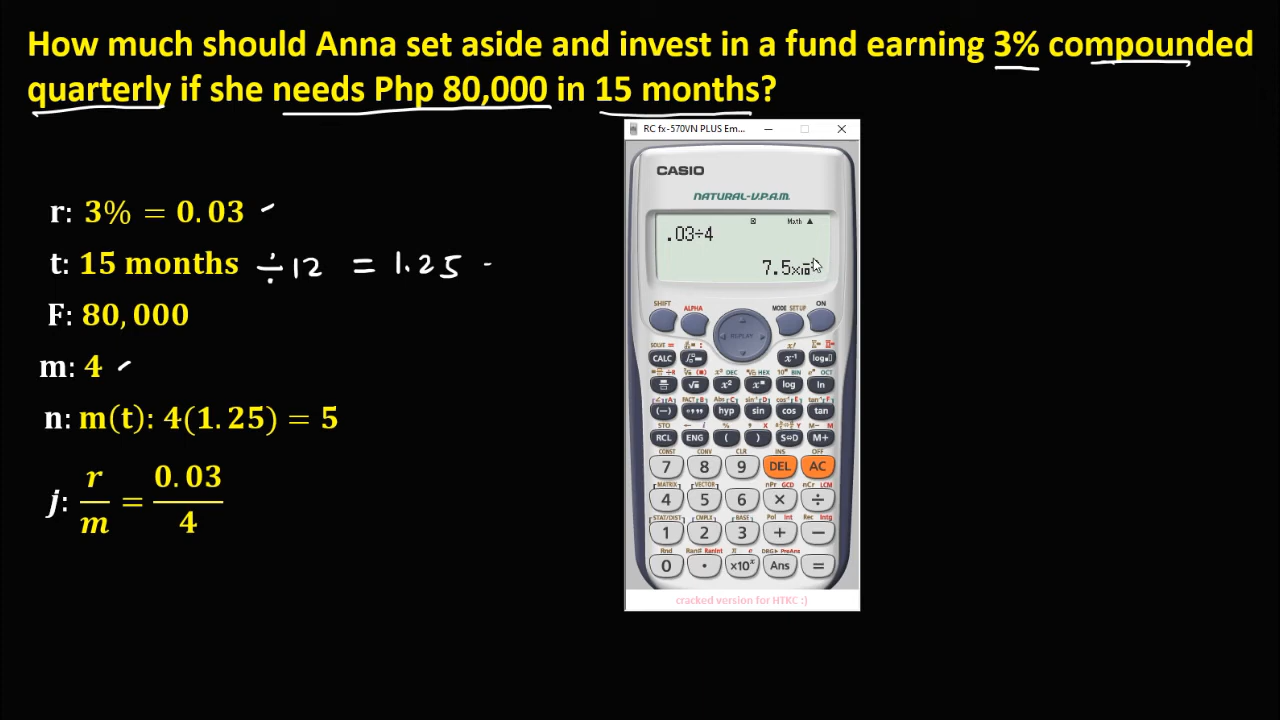 How much should Anna set aside and invest in a fund earning 3% compounded
quarterly if she needs Php 80,000 in 15 months?
RC fx-570VN PLUS Em...
CASIO
NATURAL-V.P.A.M.
Math ▲
.03÷4
7.5×10
r: 3% = 0.03
t: 15 months ÷12 = 1.25
F: 80,000
m: 4
n: m(t): 4(1.25) = 5
j: r/m = 0.03/4
SHIFT ALPHA MODE SETUP ON
REPLAY
CALC x⁻¹ log
x² log ln
(−) hyp sin cos tan
RCL ENG ( ) S⇔D M+
7 8 9 DEL AC
4 5 6 × ÷
1 2 3 + −
0 . ×10ˣ Ans =
cracked version for HTKC :)